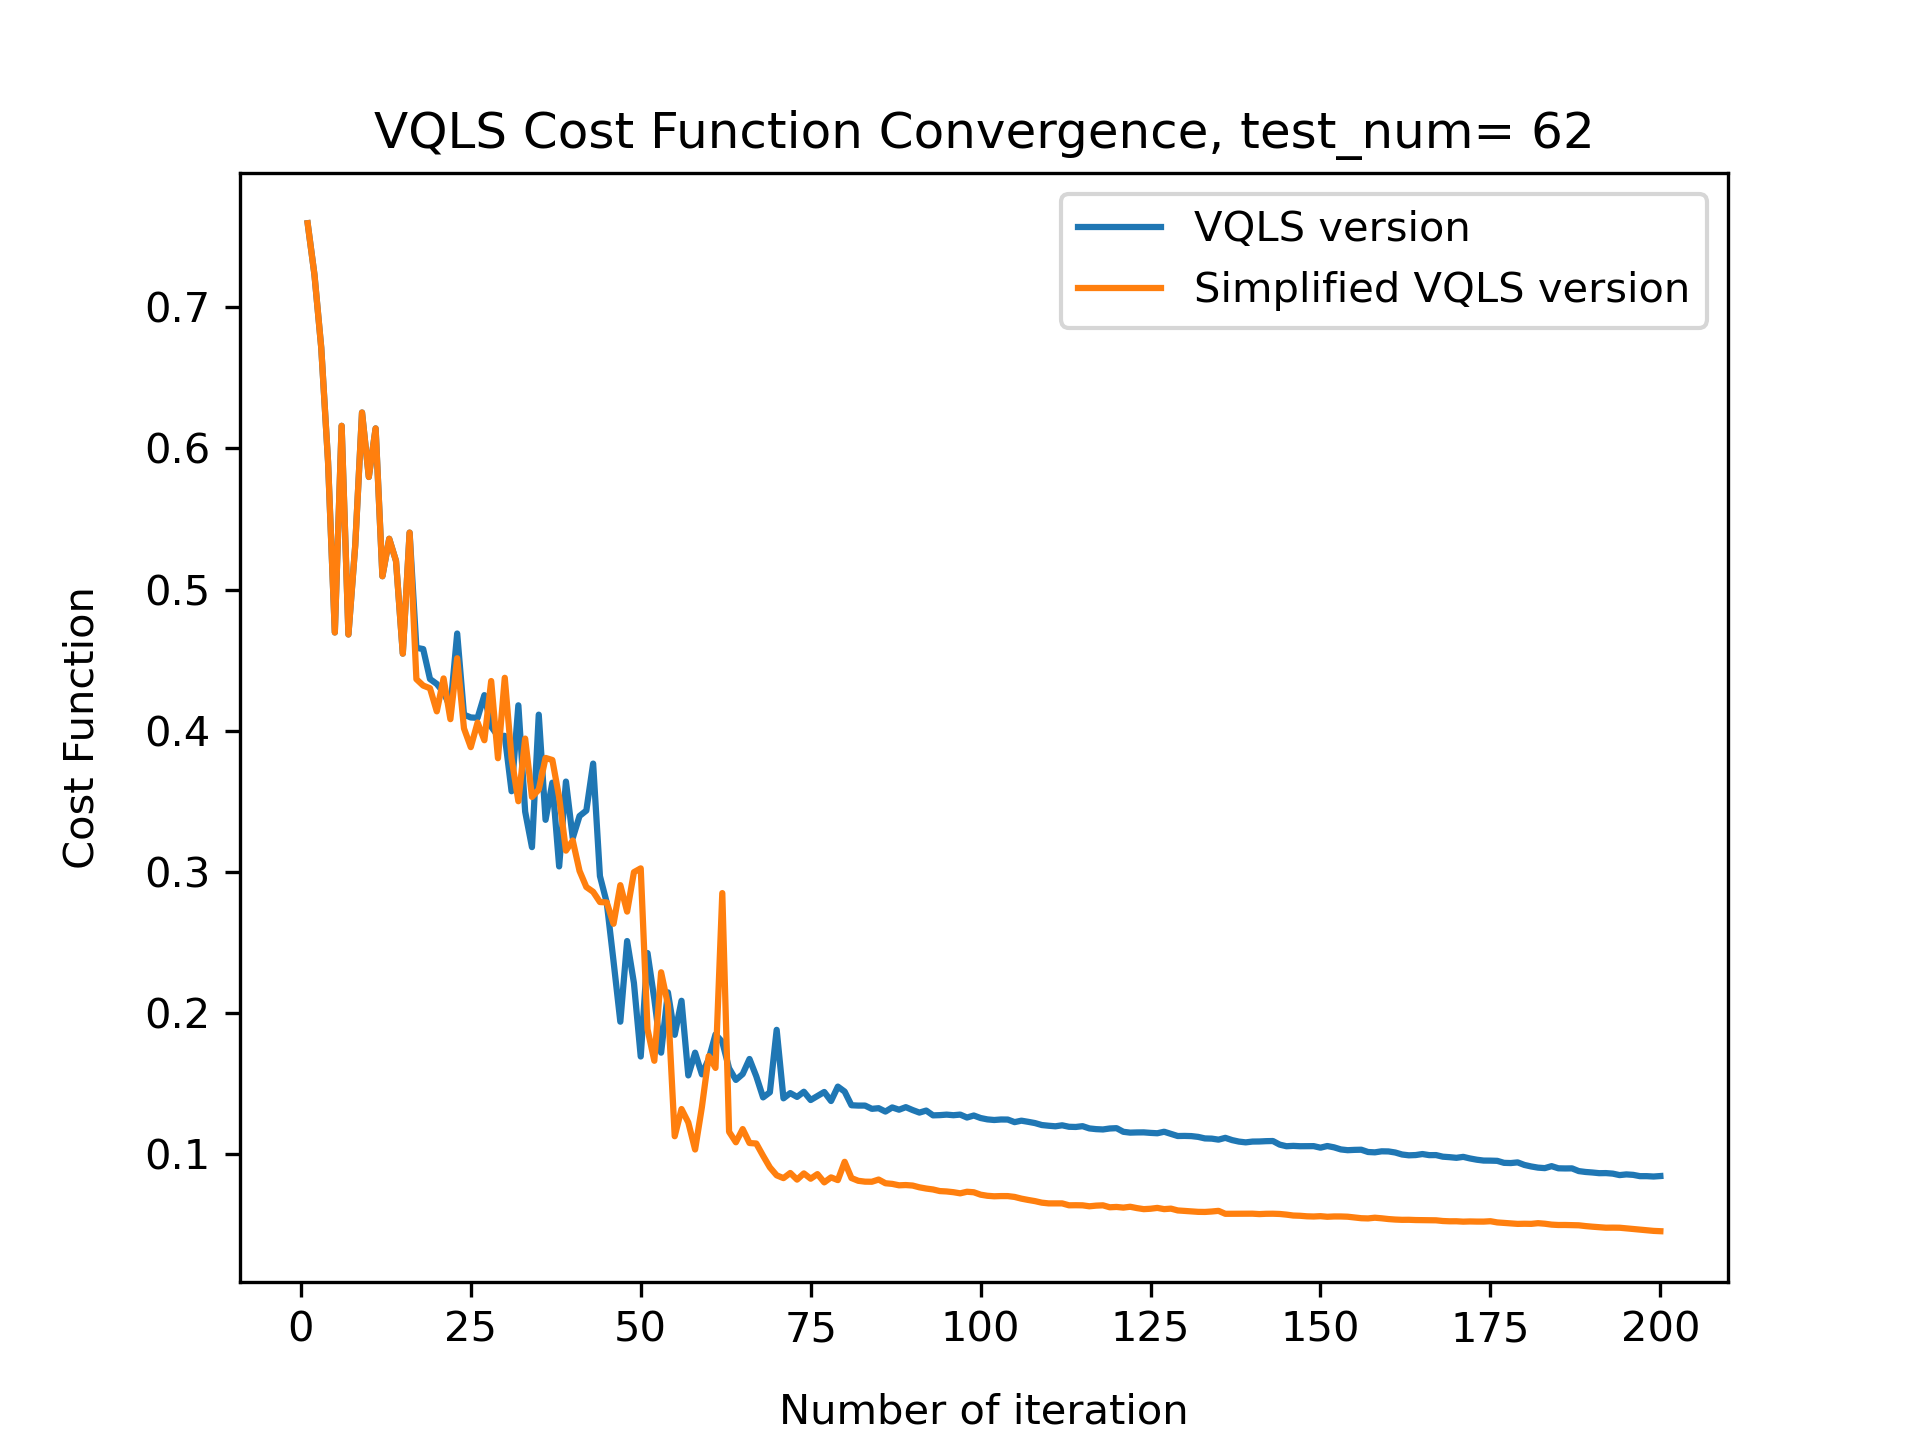 VQLS Cost Function Convergence, test_num= 62
VQLS version
Simplified VQLS version
Cost Function
0.7
0.6
0.5
0.4
0.3
0.2
0.1
0 25 50 75 100 125 150 175 200
Number of iteration